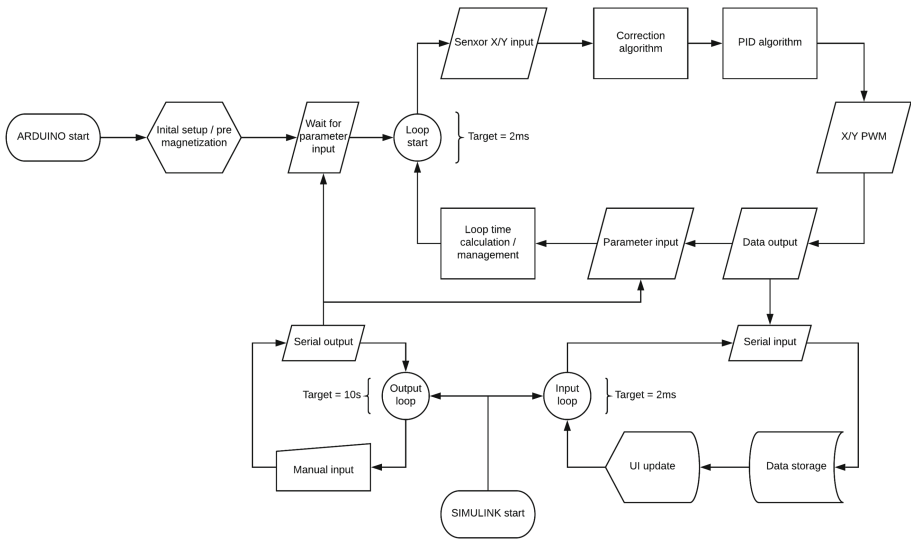 Senxor X/Y input
Correction
algorithm
PID algorithm
ARDUINO start
Inital setup / pre
magnetization
Wait for
parameter
input
Loop
start
Target = 2ms
X/Y PWM
Loop time
calculation /
management
Parameter input
Data output
Serial output
Serial input
Target = 10s
Output
loop
Input
loop
Target = 2ms
Manual input
UI update
Data storage
SIMULINK start